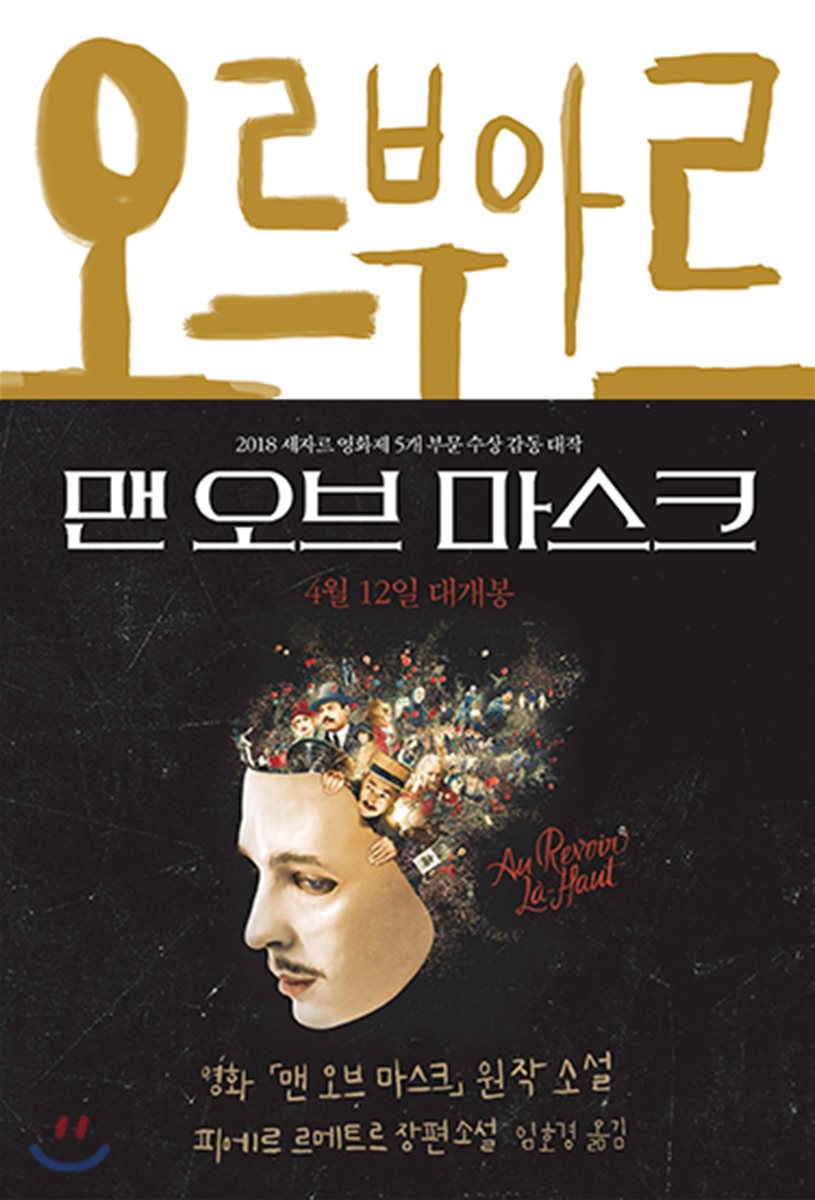 오르부아르
2018 세자르 영화제 5개 부문 수상 감동 대작
맨 오브 마스크
4월 12일 대개봉
Au Revoir
Là-Haut
영화 「맨 오브 마스크」 원작 소설
피에르 르메트르 장편소설 임호경 옮김